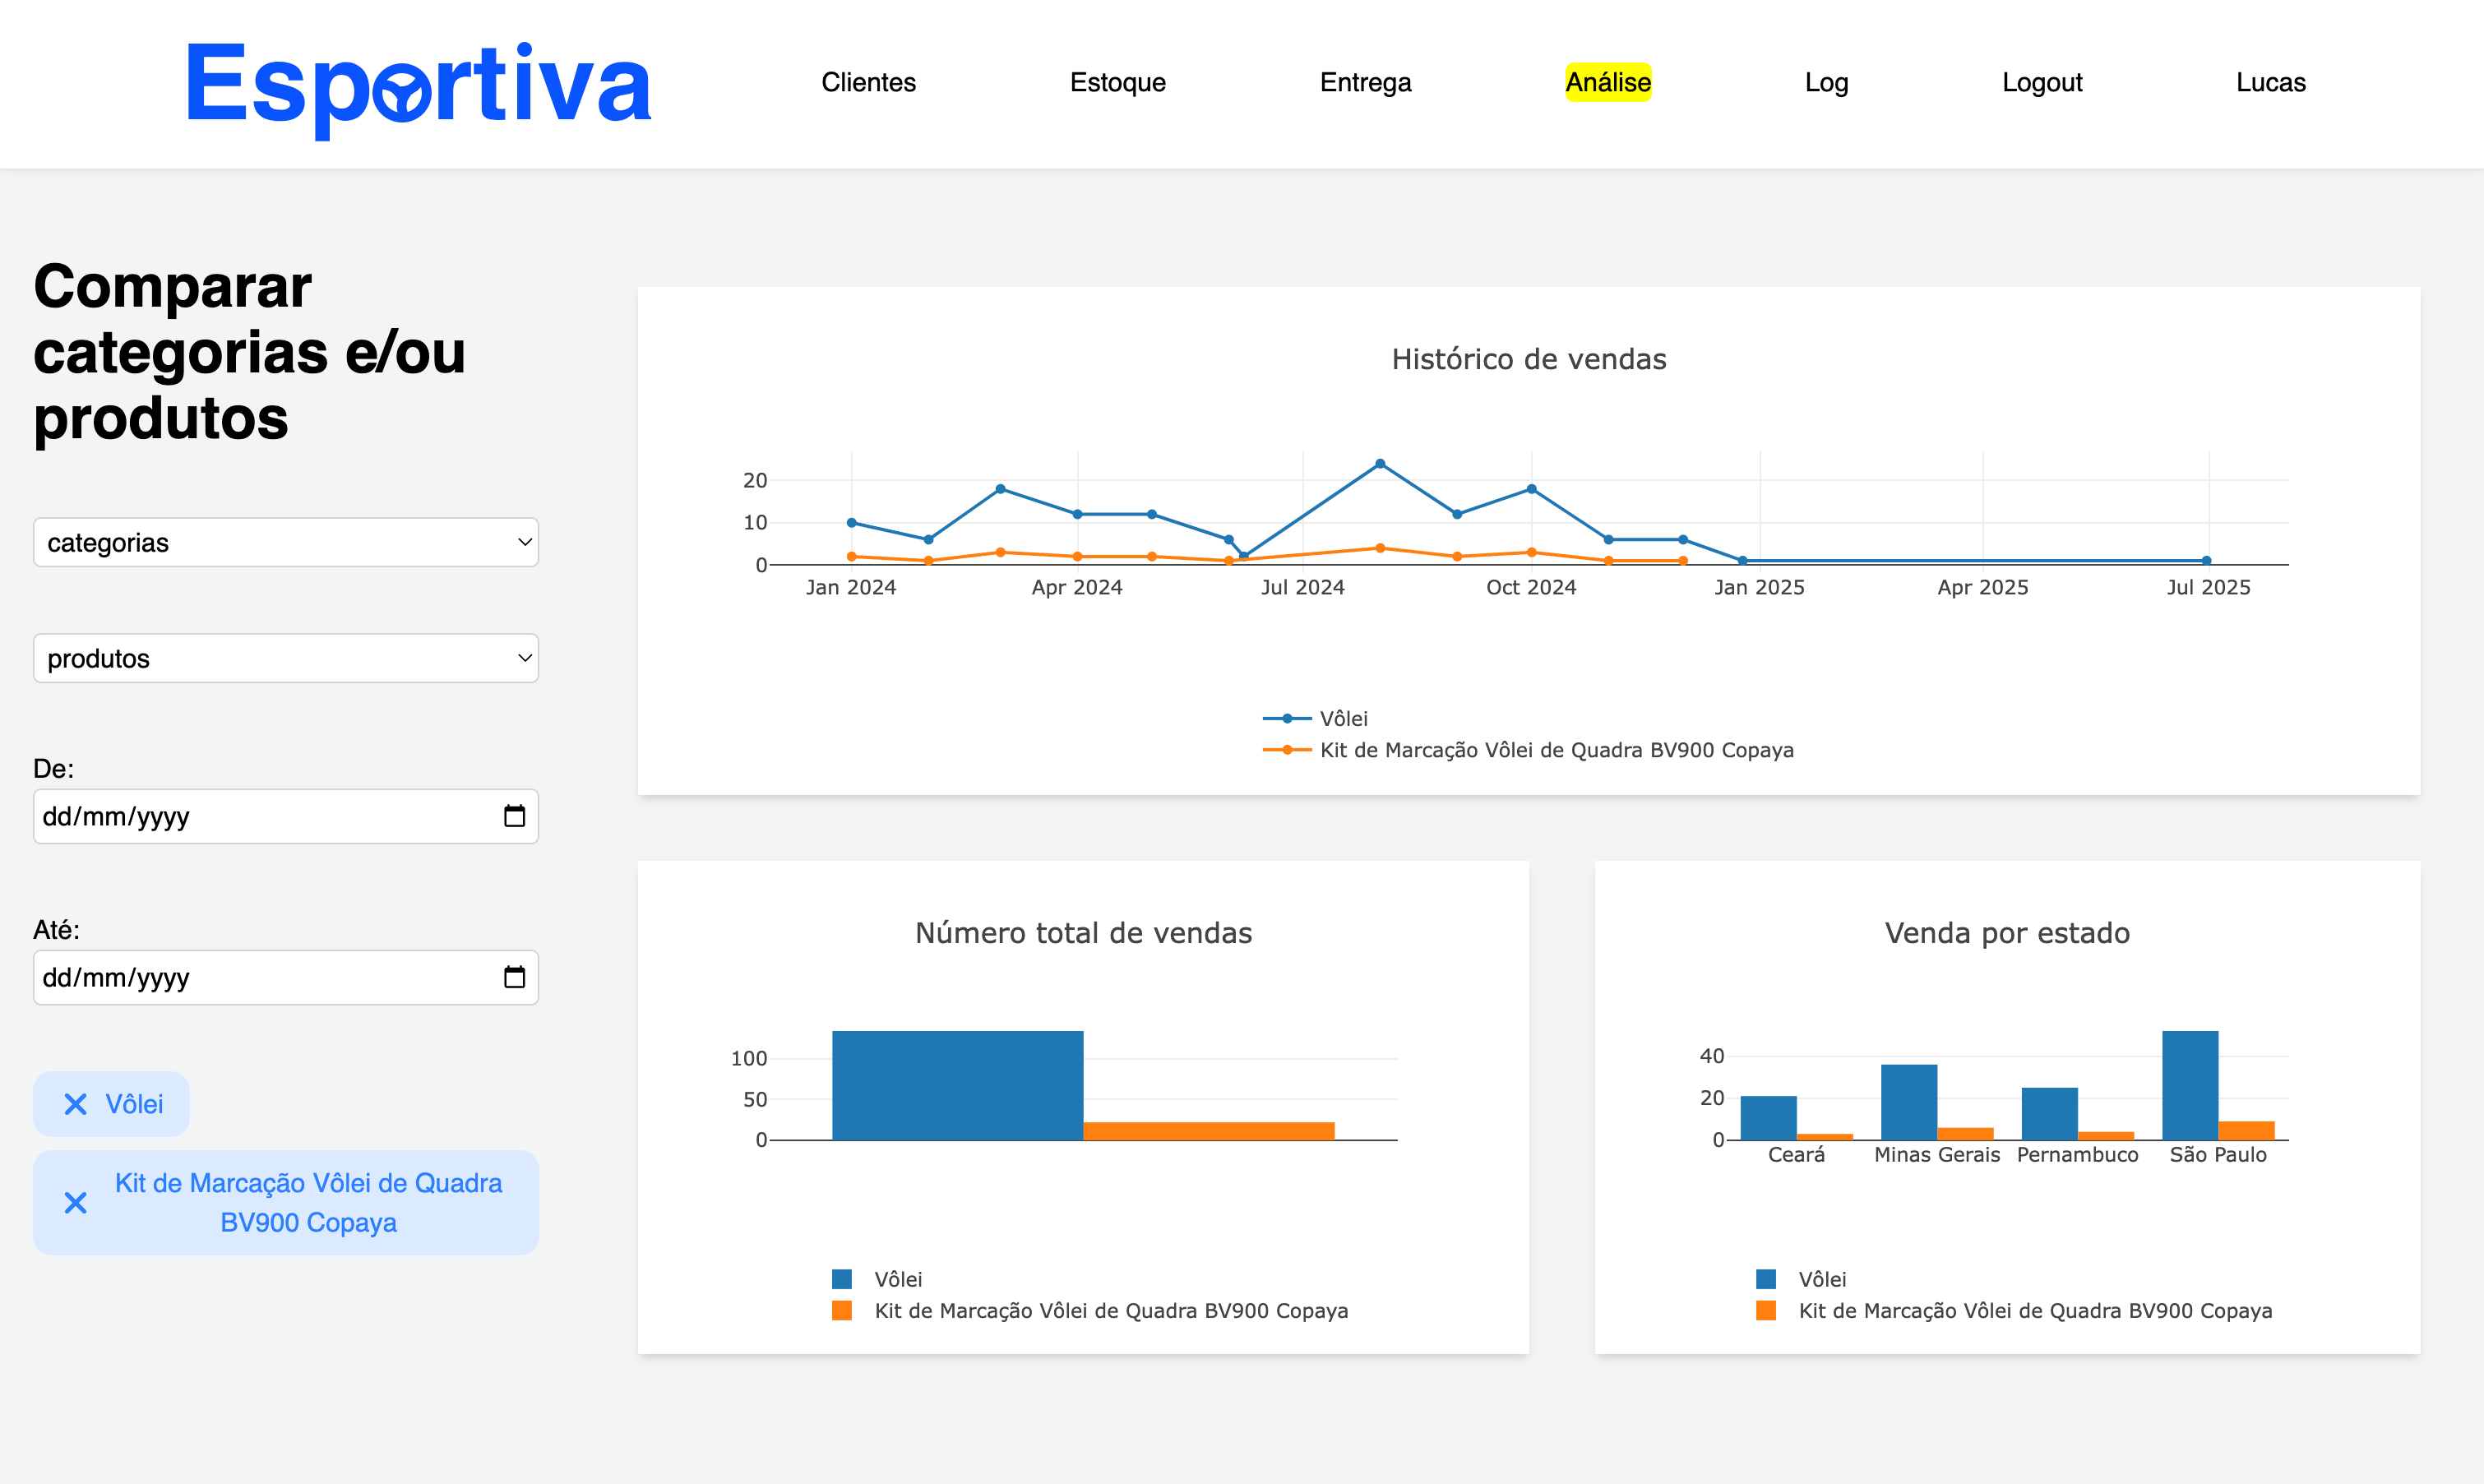 Esportiva
Clientes
Estoque
Entrega
Análise
Log
Logout
Lucas
Comparar
categorias e/ou
produtos
categorias
produtos
De:
dd/mm/yyyy
Até:
dd/mm/yyyy
Vôlei
Kit de Marcação Vôlei de Quadra
BV900 Copaya
Histórico de vendas
20
10
0
Jan 2024
Apr 2024
Jul 2024
Oct 2024
Jan 2025
Apr 2025
Jul 2025
Vôlei
Kit de Marcação Vôlei de Quadra BV900 Copaya
Número total de vendas
100
50
0
Vôlei
Kit de Marcação Vôlei de Quadra BV900 Copaya
Venda por estado
40
20
0
Ceará
Minas Gerais
Pernambuco
São Paulo
Vôlei
Kit de Marcação Vôlei de Quadra BV900 Copaya